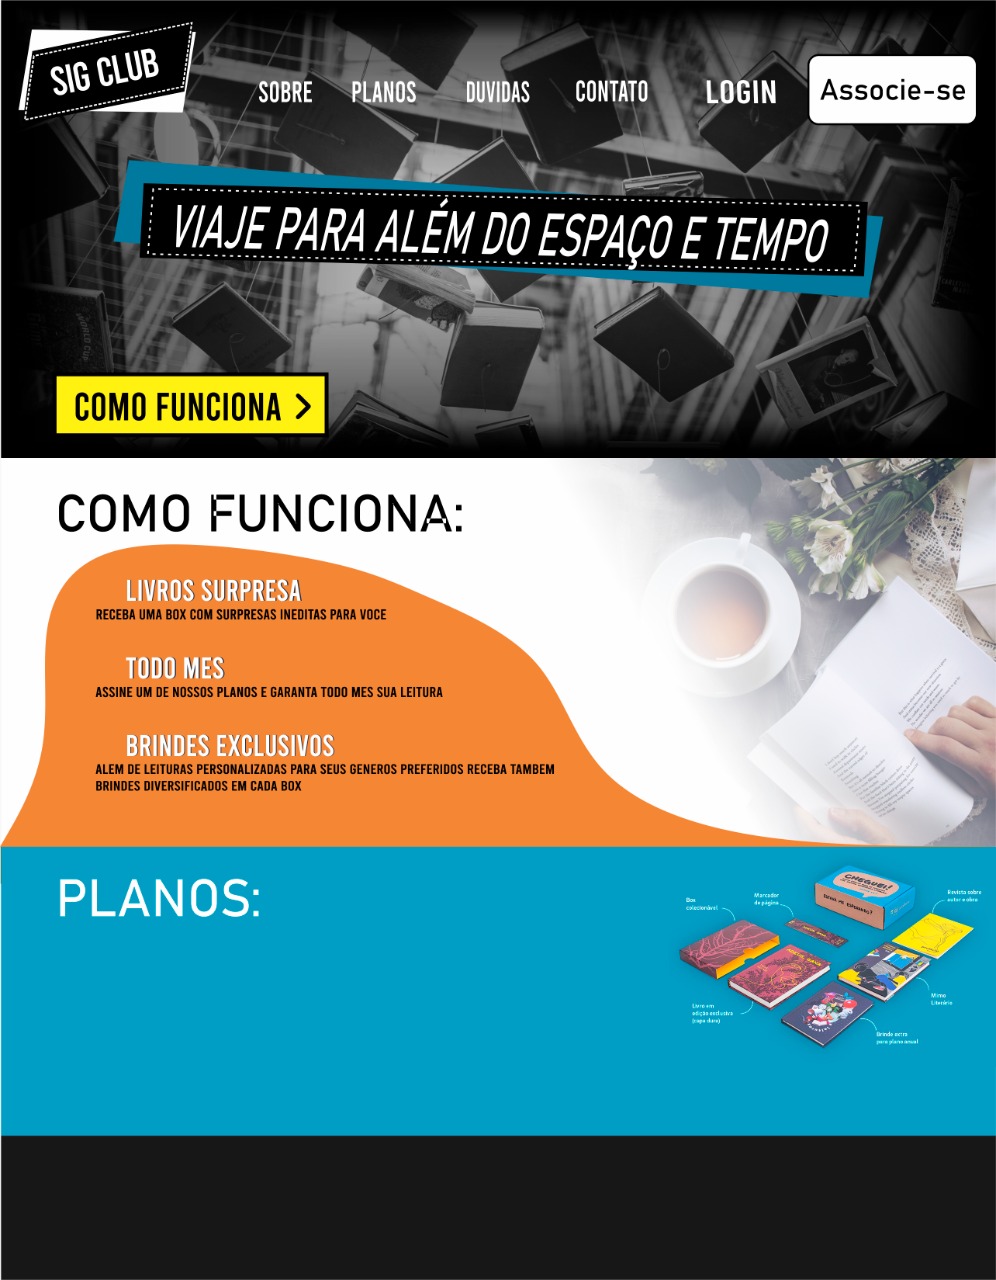 SIG CLUB
SOBRE PLANOS DUVIDAS CONTATO LOGIN Associe-se
VIAJE PARA ALÉM DO ESPAÇO E TEMPO
COMO FUNCIONA >
COMO FUNCIONA:
LIVROS SURPRESA
RECEBA UMA BOX COM SURPRESAS INEDITAS PARA VOCE
TODO MES
ASSINE UM DE NOSSOS PLANOS E GARANTA TODO MES SUA LEITURA
BRINDES EXCLUSIVOS
ALEM DE LEITURAS PERSONALIZADAS PARA SEUS GENEROS PREFERIDOS RECEBA TAMBEM
BRINDES DIVERSIFICADOS EM CADA BOX
PLANOS:
CHEGUEI!
Box
colecionável
Marcador
de página
Revista sobre
autor e obra
Livro em
edição exclusiva
(capa dura)
Mimo
Literário
Brinde extra
para plano anual